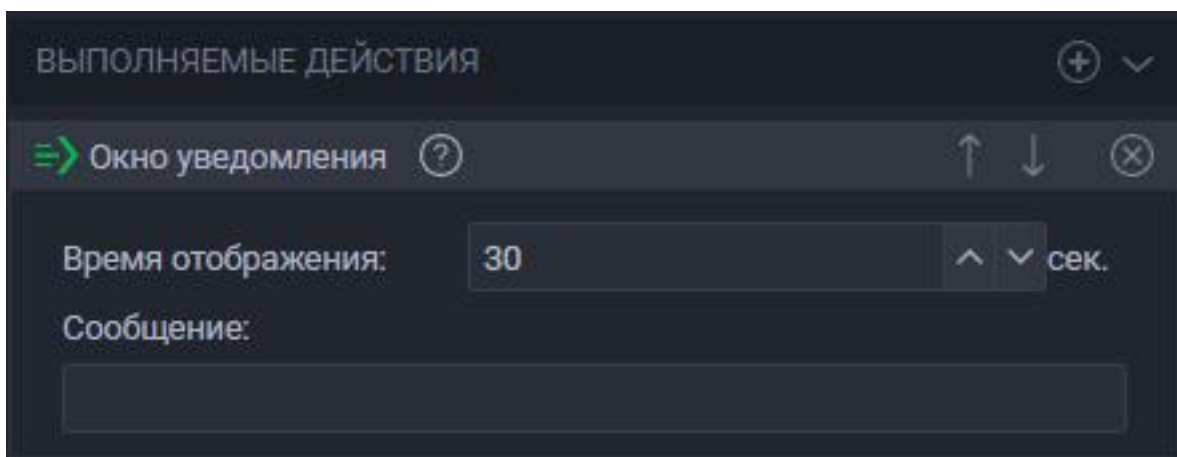 ВЫПОЛНЯЕМЫЕ ДЕЙСТВИЯ
Окно уведомления ?
Время отображения: 30 сек.
Сообщение: